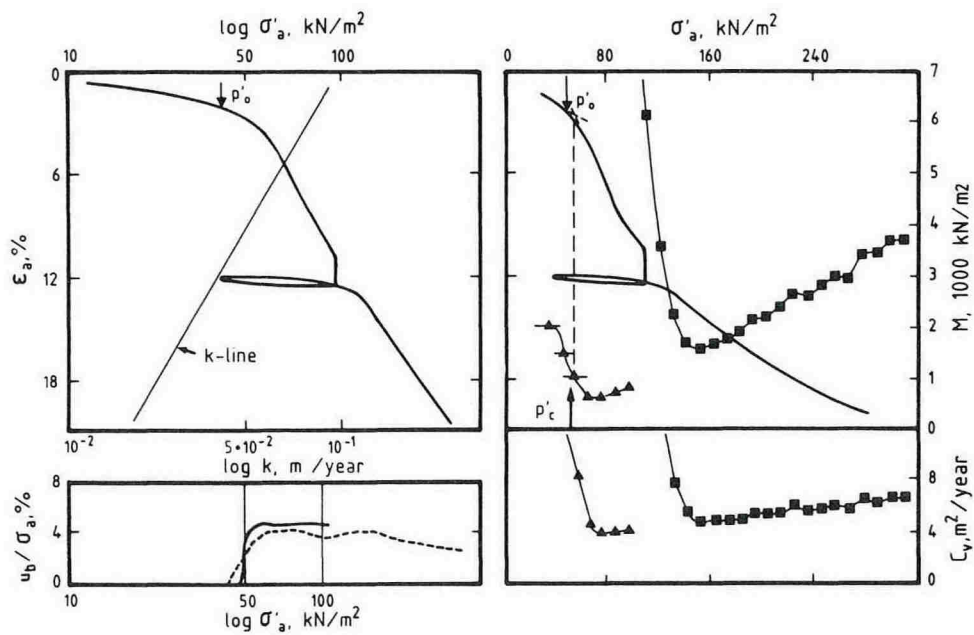 log σ'a, kN/m²
10 50 100
0
6
12
18
εa, %
p'o
k-line
10⁻² 5•10⁻² 10⁻¹
log k, m /year
8
4
0
ub/σa, %
10 50 100
log σ'a, kN/m²
σ'a, kN/m²
0 80 160 240
7
6
5
4
3
2
1
0
M, 1000 kN/m2
p'o
p'c
8
4
0
Cv, m²/year